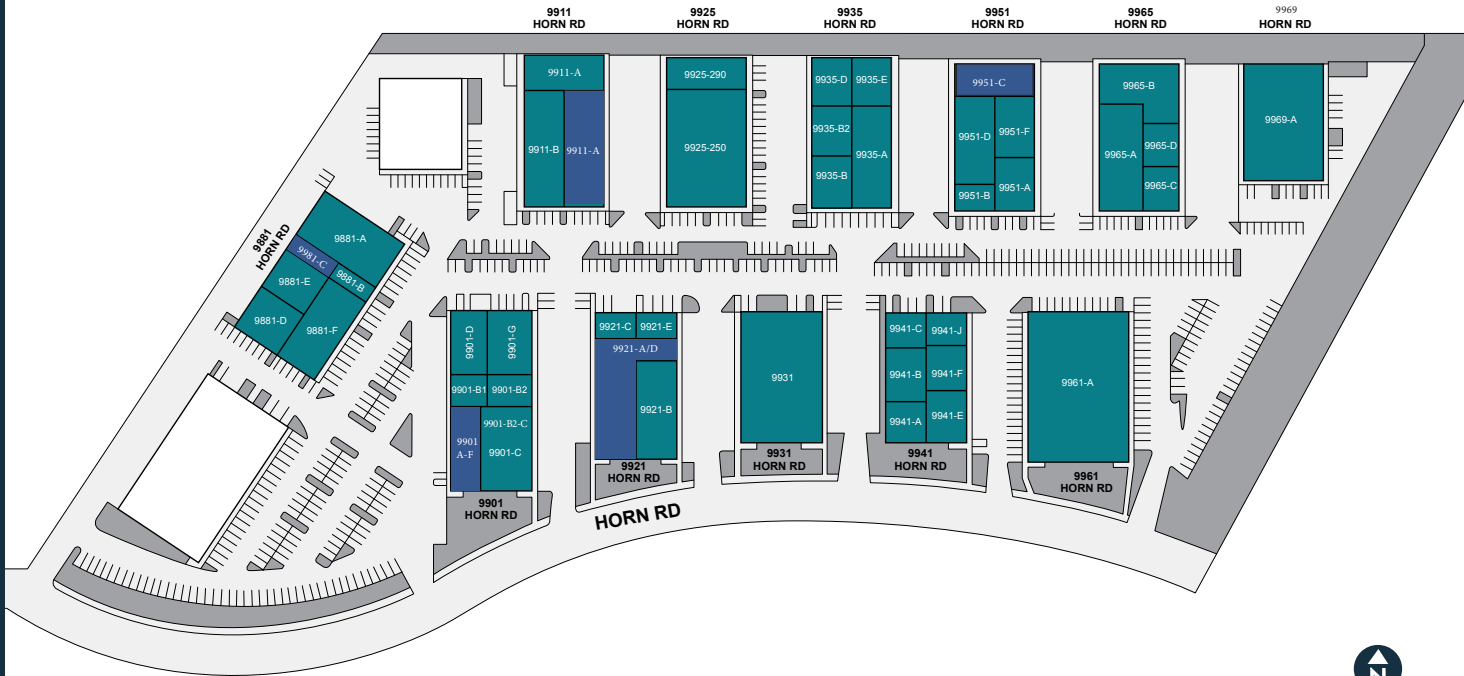 9911
HORN RD
9925
HORN RD
9935
HORN RD
9951
HORN RD
9965
HORN RD
9969
HORN RD
9911-A
9911-B
9911-A
9925-290
9925-250
9935-D
9935-E
9935-B2
9935-A
9935-B
9951-C
9951-D
9951-F
9951-B
9951-A
9965-B
9965-A
9965-D
9965-C
9969-A
9881
HORN RD
9881-A
9981-C
9881-B
9881-E
9881-D
9881-F
9901-D
9901-G
9901-B1
9901-B2
9901
A-F
9901-B2-C
9901-C
9901
HORN RD
9921-C
9921-E
9921-A/D
9921-B
9921
HORN RD
9931
9931
HORN RD
9941-C
9941-J
9941-B
9941-F
9941-A
9941-E
9941
HORN RD
9961-A
9961
HORN RD
HORN RD
N